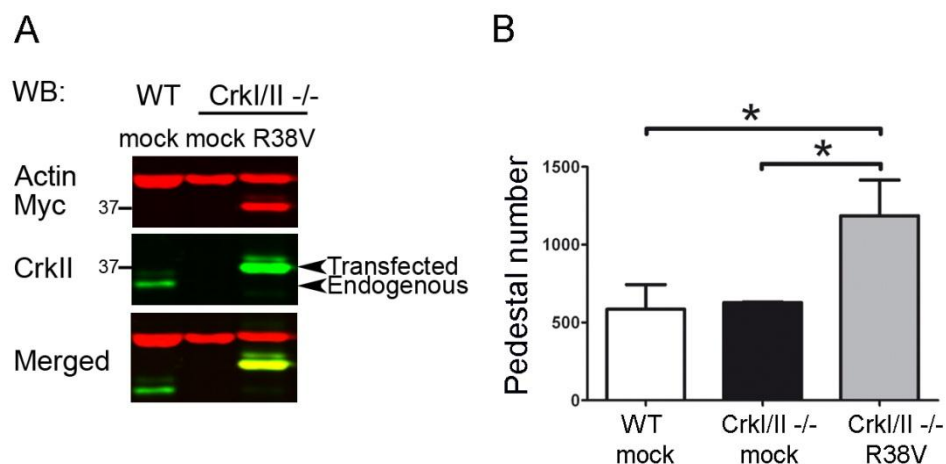 A
WB: WT CrkI/II -/-
mock mock R38V
Actin
Myc 37
CrkII 37
Transfected
Endogenous
Merged
B
*
*
Pedestal number
1500
1000
500
0
WT mock
CrkI/II -/- mock
CrkI/II -/- R38V